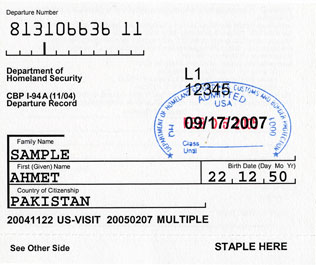 Departure Number
813106636 11
Department of
Homeland Security
CBP I-94A (11/04)
Departure Record
L1
12345
DEPARTMENT OF HOMELAND CUSTOMS AND BORDER PROTECTION
ADMITTED
USA
09/17/2007
Class
Until
Family Name
SAMPLE
First (Given) Name
Birth Date (Day Mo Yr)
AHMET
22,12,50
Country of Citizenship
PAKISTAN
20041122 US-VISIT 20050207 MULTIPLE
See Other Side
STAPLE HERE